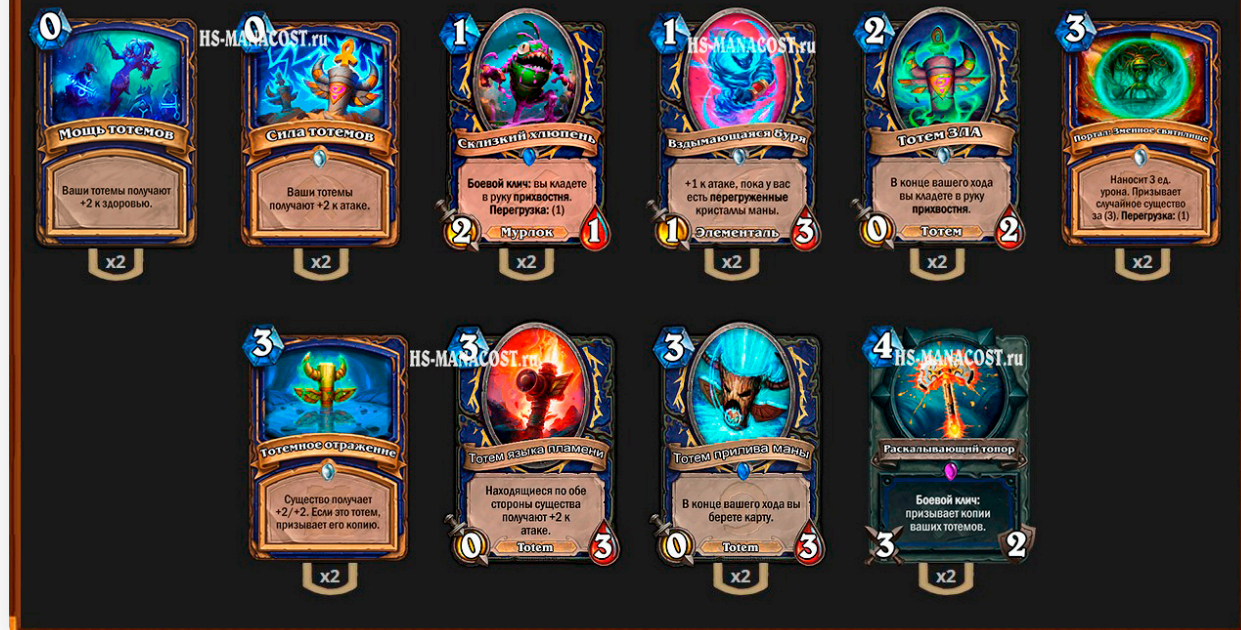 0
HS-MANACOST.ru
Мощь тотемов
Ваши тотемы получают
+2 к здоровью.
x2
0
Сила тотемов
Ваши тотемы
получают +2 к атаке.
x2
1
Склизкий хлюпень
Боевой клич: вы кладете
в руку прихвостня.
Перегрузка: (1)
2
Мурлок
1
x2
1
HS-MANACOST.ru
Вздымающаяся буря
+1 к атаке, пока у вас
есть перегруженные
кристаллы маны.
1
Элементаль
3
x2
2
Тотем ЗЛА
В конце вашего хода
вы кладете в руку
прихвостня.
0
Тотем
2
x2
3
Портал: Змеиное святилище
Наносит 3 ед.
урона. Призывает
случайное существо
за (3). Перегрузка: (1)
x2
3
Тотемное отражение
Существо получает
+2/+2. Если это тотем,
призывает его копию.
x2
HS-MANACOST.ru
3
Тотем языка пламени
Находящиеся по обе
стороны существа
получают +2 к
атаке.
0
Totem
3
3
Тотем прилива маны
В конце вашего хода вы
берете карту.
0
Totem
3
x2
4
HS-MANACOST.ru
Раскалывающий топор
Боевой клич:
призывает копии
ваших тотемов.
3
2
x2